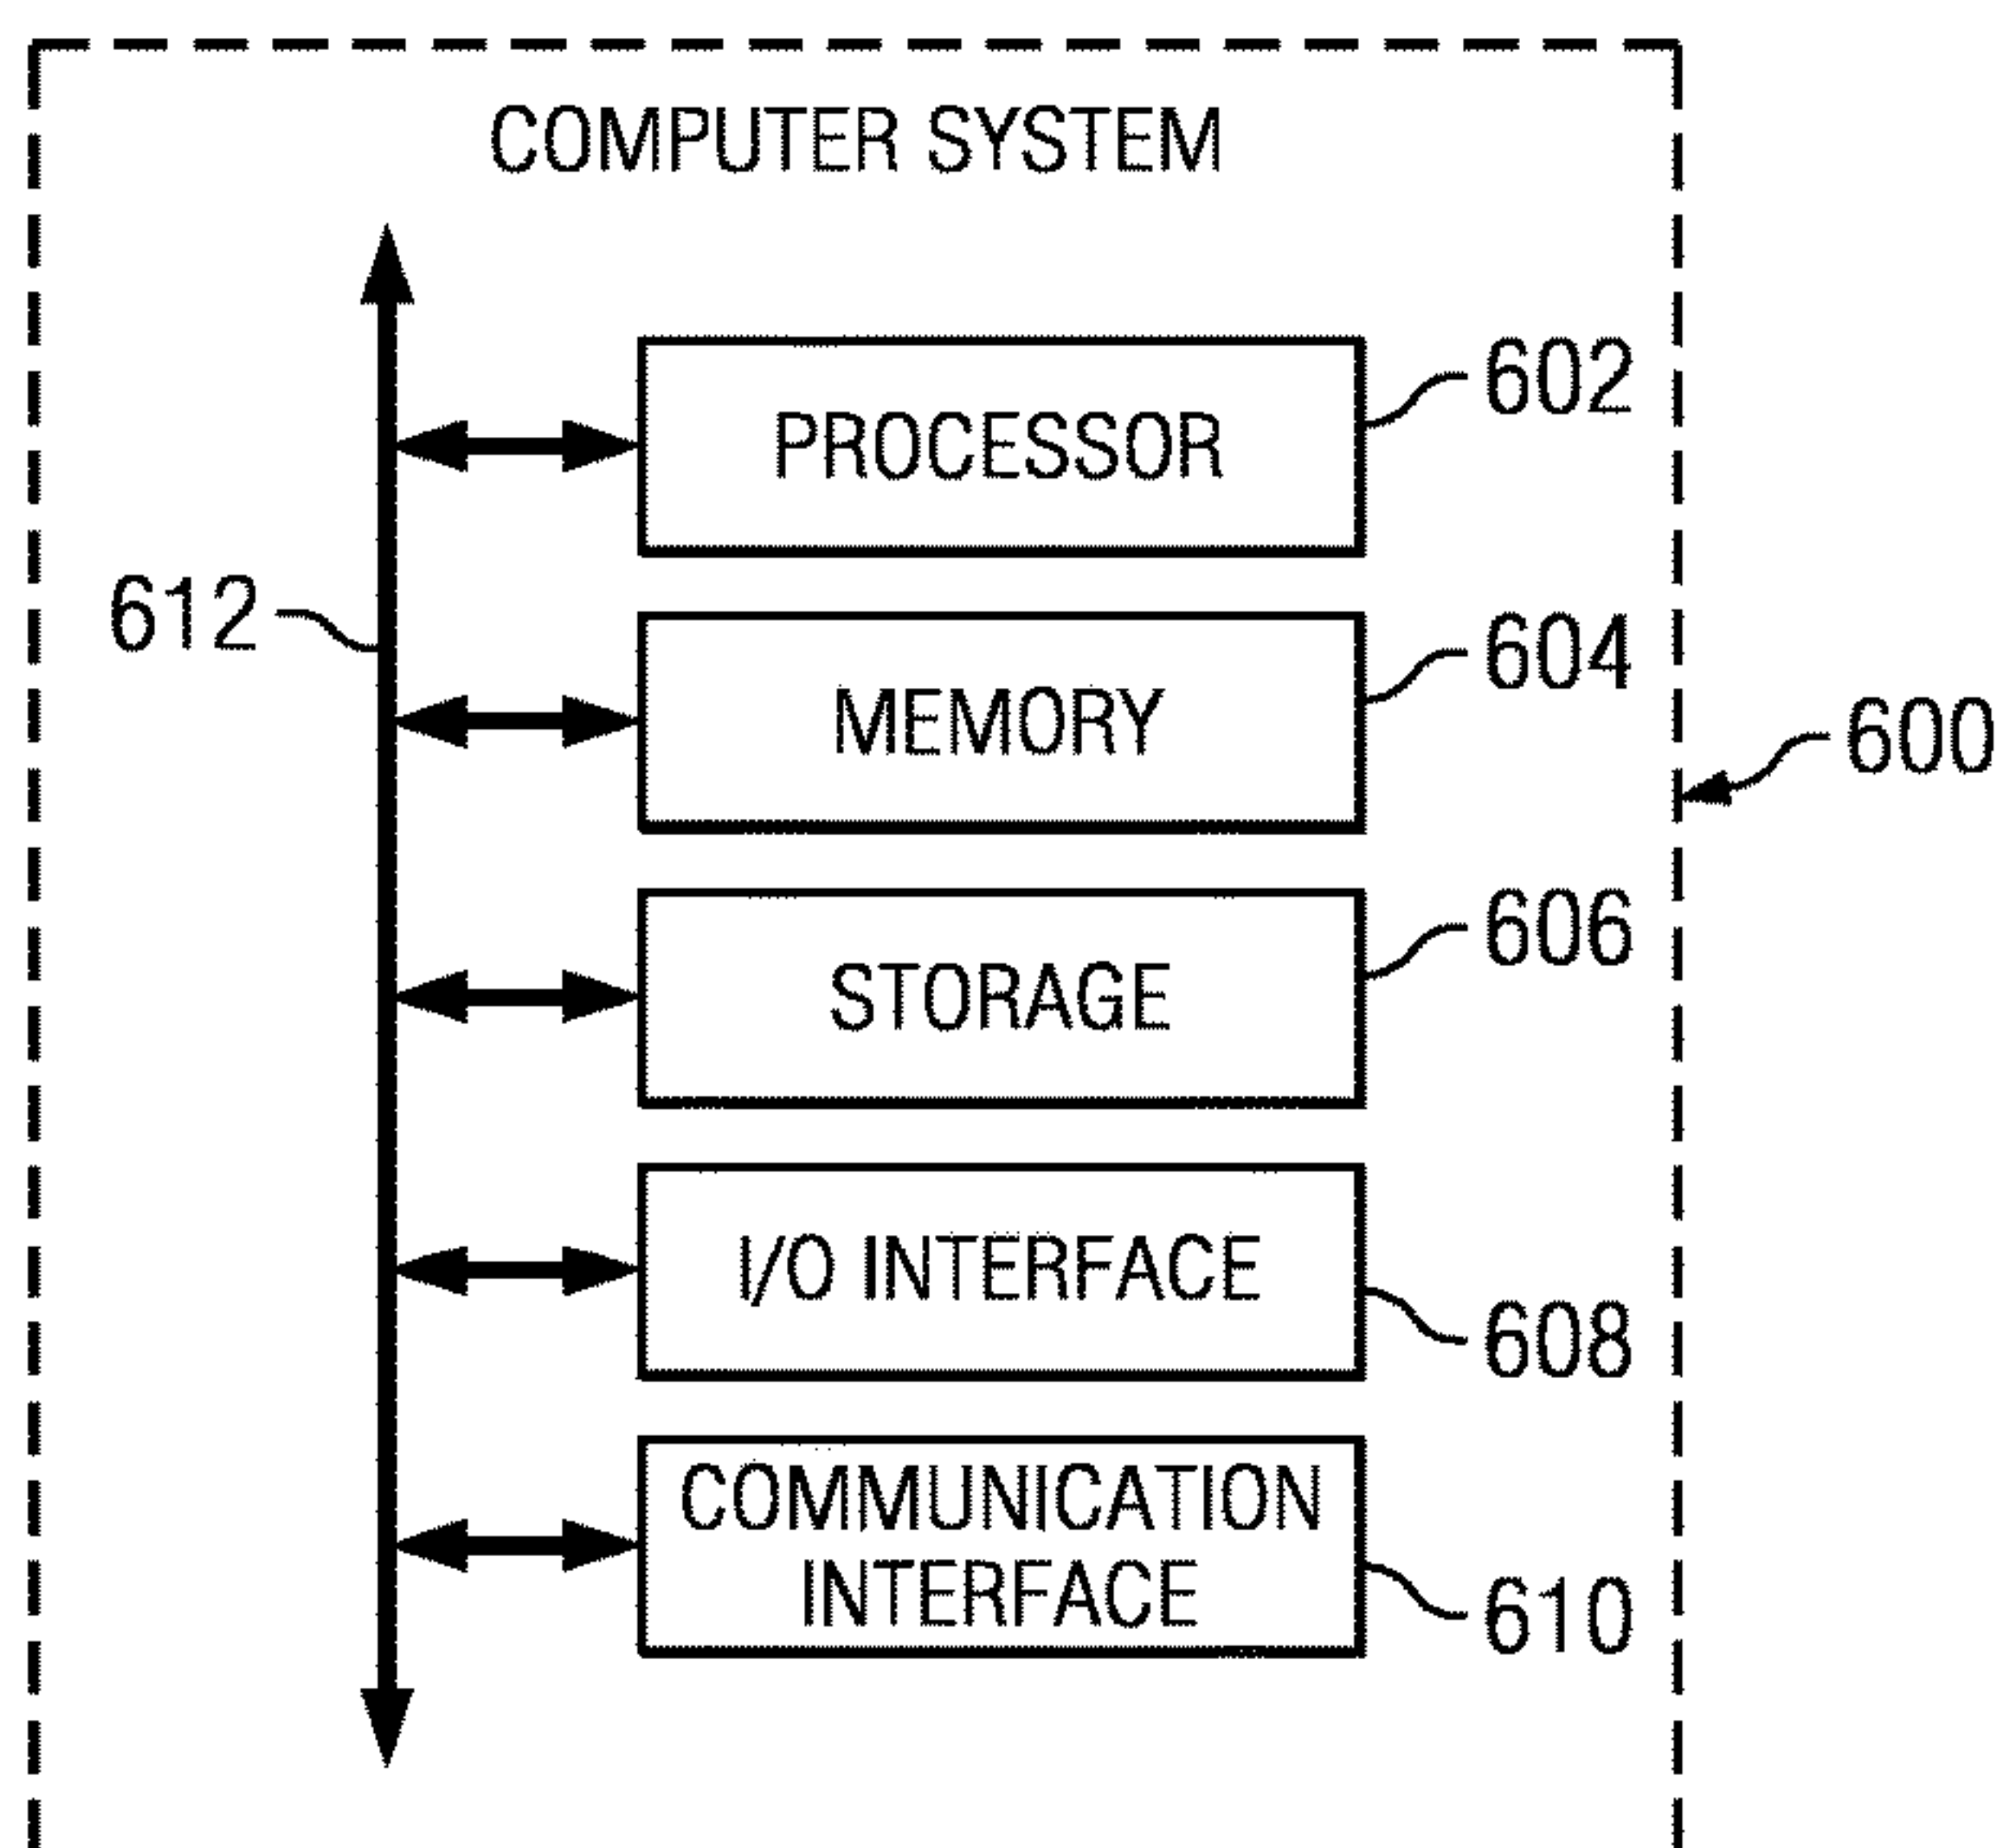 COMPUTER SYSTEM
PROCESSOR
602
612
MEMORY
604
600
STORAGE
606
I/O INTERFACE
608
COMMUNICATION
INTERFACE
610